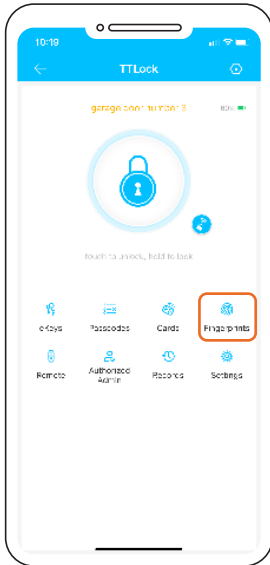 10:19
TTLock
garage door number 3 80%
touch to unlock, hold to lock
eKeys Passcodes Cards Fingerprints
Remote Authorized Admin Records Settings